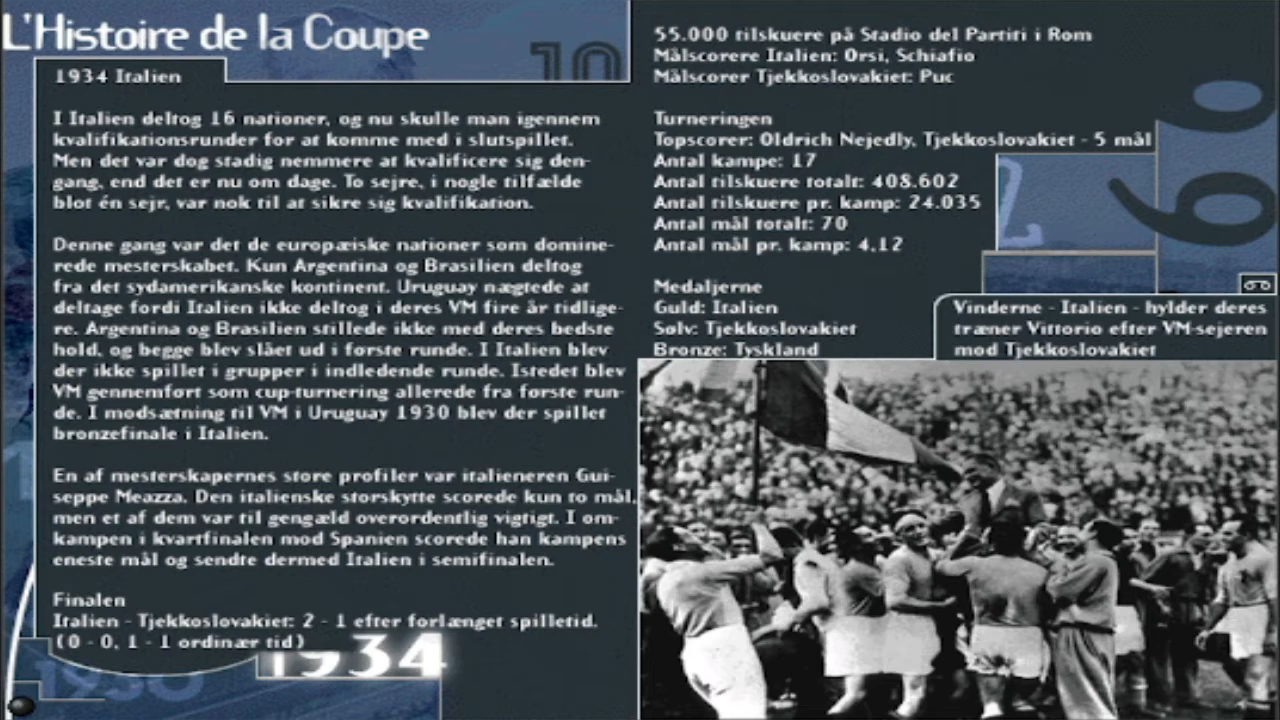 L'Histoire de la Coupe
10
1934 Italien
I Italien deltog 16 nationer, og nu skulle man igennem
kvalifikationsrunder for at komme med i slutspillet.
Men det var dog stadig nemmere at kvalificere sig den-
gang, end det er nu om dage. To sejre, i nogle tilfælde
blot én sejr, var nok til at sikre sig kvalifikation.
Denne gang var det de europæiske nationer som domine-
rede mesterskabet. Kun Argentina og Brasilien deltog
fra det sydamerikanske kontinent. Uruguay nægtede at
deltage fordi Italien ikke deltog i deres VM fire år tidlige-
re. Argentina og Brasilien stillede ikke med deres bedste
hold, og begge blev slået ud i første runde. I Italien blev
der ikke spillet i grupper i indledende runde. Istedet blev
VM gennemført som cup-turnering allerede fra første run-
de. I modsætning til VM i Uruguay 1930 blev der spillet
bronzefinale i Italien.
En af mesterskapernes store profiler var italieneren Gui-
seppe Meazza. Den italienske storskytte scorede kun to mål,
men et af dem var til gengæld overordentlig vigtigt. I om-
kampen i kvartfinalen mod Spanien scorede han kampens
eneste mål og sendte dermed Italien i semifinalen.
Finalen
Italien - Tjekkoslovakiet: 2 - 1 efter forlænget spilletid.
(0 - 0, 1 - 1 ordinær tid)
1934
1930
55.000 tilskuere på Stadio del Partiti i Rom
Målscorere Italien: Orsi, Schiafio
Målscorer Tjekkoslovakiet: Puc
Turneringen
Topscorer: Oldrich Nejedly, Tjekkoslovakiet - 5 mål
Antal kampe: 17
Antal tilskuere totalt: 408.602
Antal tilskuere pr. kamp: 24.035
Antal mål totalt: 70
Antal mål pr. kamp: 4,12
Medaljerne
Guld: Italien
Sølv: Tjekkoslovakiet
Bronze: Tyskland
Vinderne - Italien - hylder deres
træner Vittorio efter VM-sejeren
mod Tjekkoslovakiet